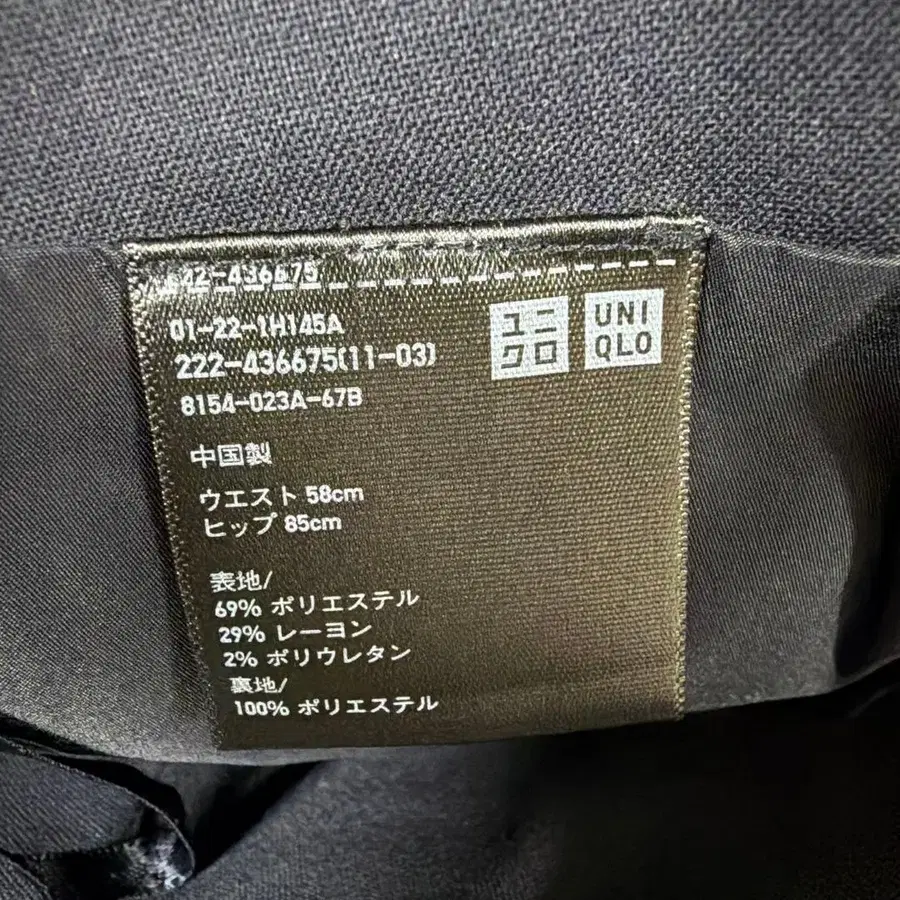 42-436675
01-22-1H145A
222-436675(11-03)
8154-023A-67B
ユニ
クロ
UNI
QLO
中国製
ウエスト 58cm
ヒップ 85cm
表地/
69% ポリエステル
29% レーヨン
2% ポリウレタン
裏地/
100% ポリエステル